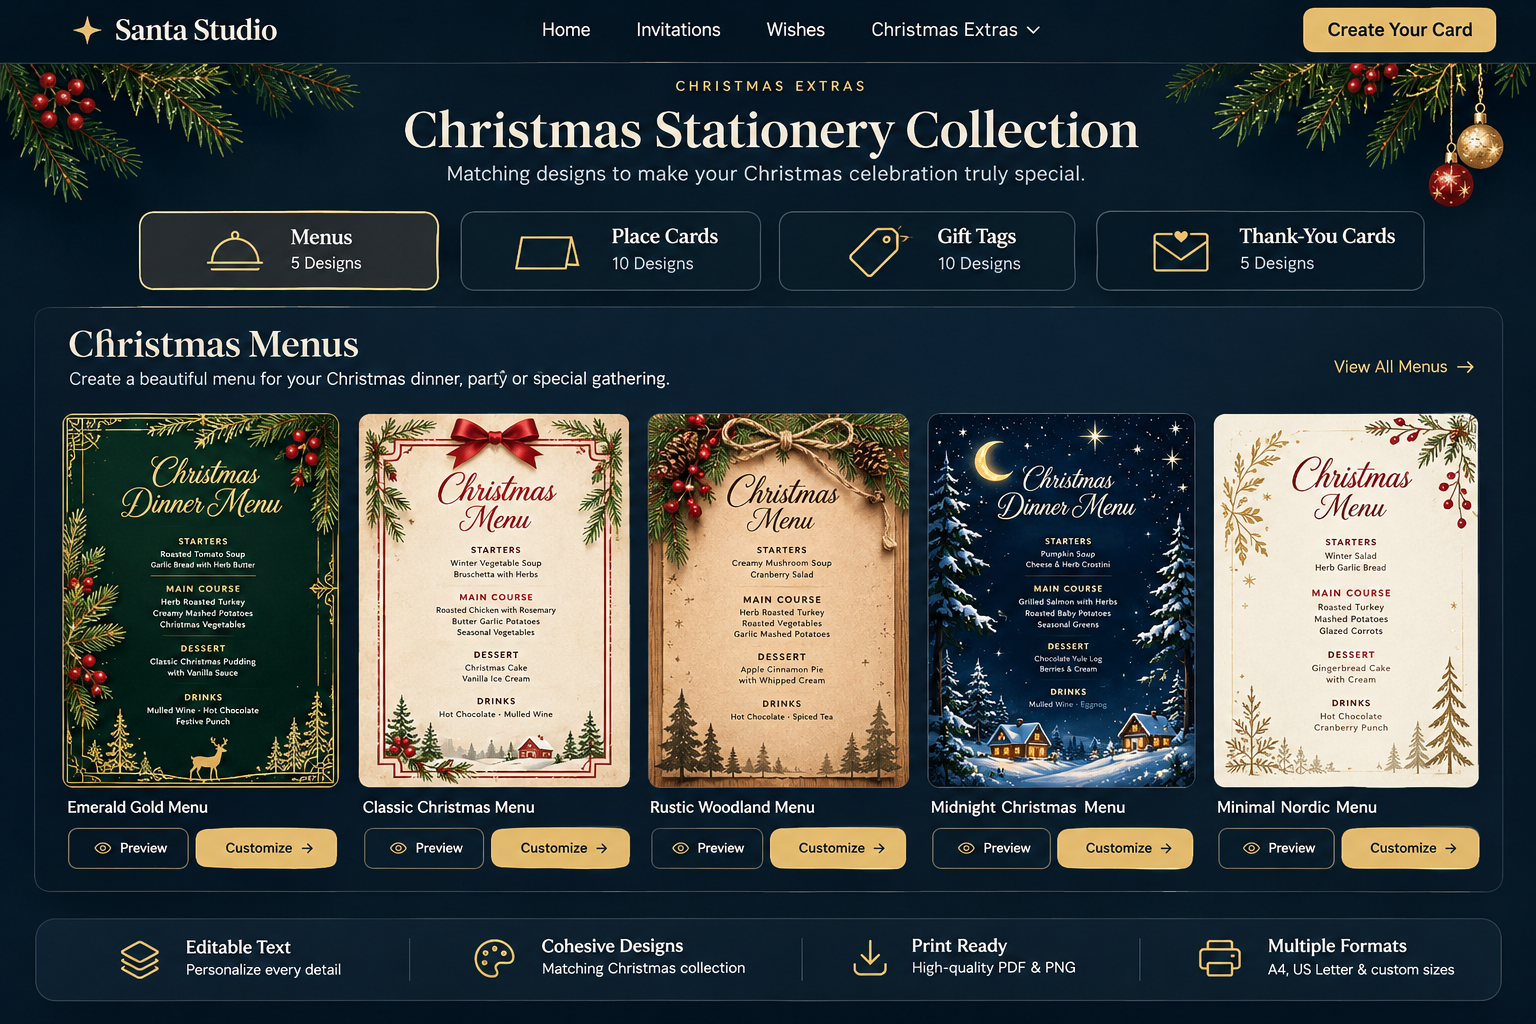 Santa Studio
Home
Invitations
Wishes
Christmas Extras
Create Your Card
CHRISTMAS EXTRAS
Christmas Stationery Collection
Matching designs to make your Christmas celebration truly special.
Menus
5 Designs
Place Cards
10 Designs
Gift Tags
10 Designs
Thank-You Cards
5 Designs
Christmas Menus
Create a beautiful menu for your Christmas dinner, party or special gathering.
View All Menus →
Christmas
Dinner Menu
STARTERS
Roasted Tomato Soup
Garlic Bread with Herb Butter
MAIN COURSE
Herb Roasted Turkey
Creamy Mashed Potatoes
Christmas Vegetables
DESSERT
Classic Christmas Pudding
with Vanilla Sauce
DRINKS
Mulled Wine · Hot Chocolate
Festive Punch
Christmas
Menu
STARTERS
Winter Vegetable Soup
Bruschetta with Herbs
MAIN COURSE
Roasted Chicken with Rosemary
Butter Garlic Potatoes
Seasonal Vegetables
DESSERT
Christmas Cake
Vanilla Ice Cream
DRINKS
Hot Chocolate · Mulled Wine
Christmas
Menu
STARTERS
Creamy Mushroom Soup
Cranberry Salad
MAIN COURSE
Herb Roasted Turkey
Roasted Vegetables
Garlic Mashed Potatoes
DESSERT
Apple Cinnamon Pie
with Whipped Cream
DRINKS
Hot Chocolate · Spiced Tea
Christmas
Dinner Menu
STARTERS
Pumpkin Soup
Cheese & Herb Crostini
MAIN COURSE
Grilled Salmon with Herbs
Roasted Baby Potatoes
Seasonal Greens
DESSERT
Chocolate Yule Log
Berries & Cream
DRINKS
Mulled Wine · Eggnog
Christmas
Menu
STARTERS
Winter Salad
Herb Garlic Bread
MAIN COURSE
Roasted Turkey
Mashed Potatoes
Glazed Corrots
DESSERT
Gingerbread Cake
with Cream
DRINKS
Hot Chocolate
Cranberry Punch
Emerald Gold Menu
Preview
Customize →
Classic Christmas Menu
Preview
Customize →
Rustic Woodland Menu
Preview
Customize →
Midnight Christmas Menu
Preview
Customize →
Minimal Nordic Menu
Preview
Customize →
Editable Text
Personalize every detail
Cohesive Designs
Matching Christmas collection
Print Ready
High-quality PDF & PNG
Multiple Formats
A4, US Letter & custom sizes